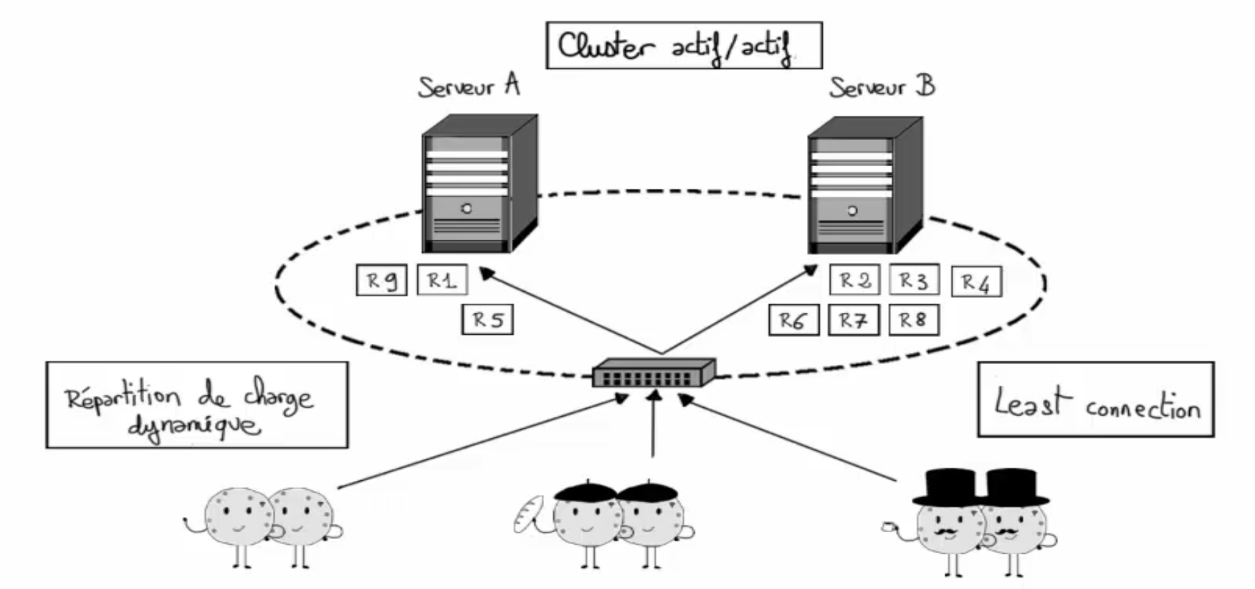 Cluster actif/actif
Serveur A
Serveur B
R9 R1
R2 R3 R4
R5
R6 R7 R8
Répartition de charge
dynamique
Least connection